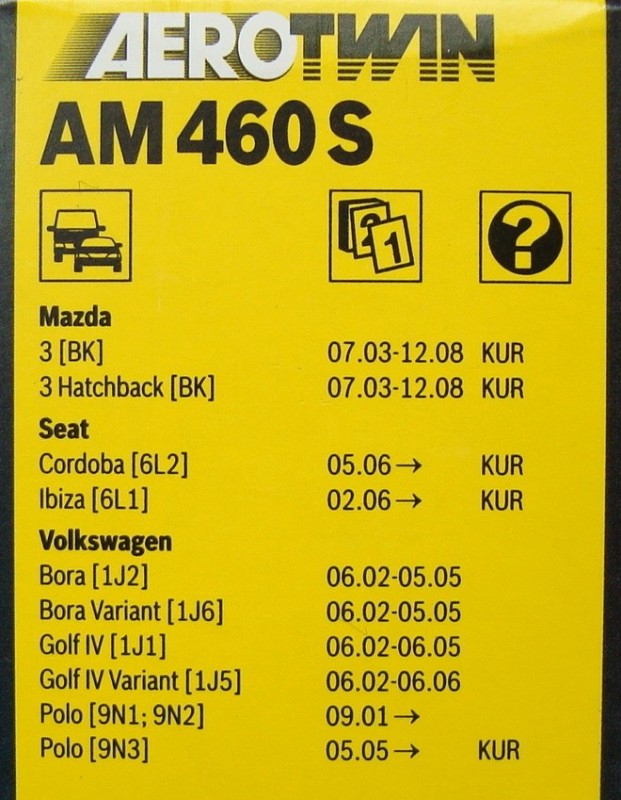 AEROTWIN
AM 460 S
2 1 ?
Mazda
3 [BK] 07.03-12.08 KUR
3 Hatchback [BK] 07.03-12.08 KUR
Seat
Cordoba [6L2] 05.06→ KUR
Ibiza [6L1] 02.06→ KUR
Volkswagen
Bora [1J2] 06.02-05.05
Bora Variant [1J6] 06.02-05.05
Golf IV [1J1] 06.02-06.05
Golf IV Variant [1J5] 06.02-06.06
Polo [9N1; 9N2] 09.01→
Polo [9N3] 05.05→ KUR